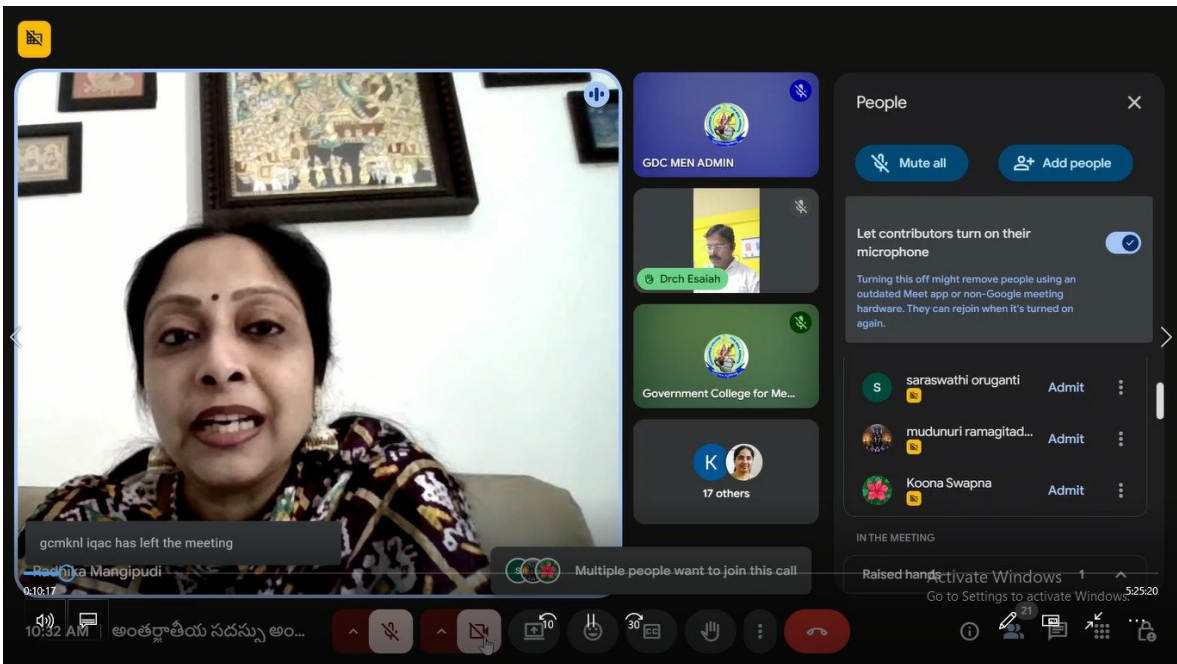 People
Mute all
Add people
GDC MEN ADMIN
Let contributors turn on their
microphone
Turning this off might remove people using an
outdated Meet app or non-Google meeting
hardware. They can rejoin when it's turned on
again.
Drch Esaiah
Government College for Me...
K
17 others
S
saraswathi oruganti
Admit
mudunuri ramagitad...
Admit
Koona Swapna
Admit
IN THE MEETING
Raised hands
1
gcmknl iqac has left the meeting
Radhika Mangipudi
S
Multiple people want to join this call
Activate Windows
Go to Settings to activate Windows.
0:10:17
5:25:20
10:32 AM
అంతర్జాతీయ సదస్సు అం...
10
30
CC
21